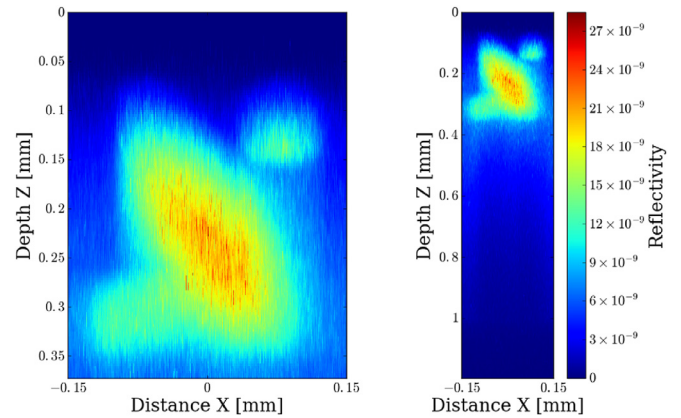 0
0.05
0.1
0.15
0.2
0.25
0.3
0.35
Depth Z [mm]
−0.15
0
0.15
Distance X [mm]
0
0.2
0.4
0.6
0.8
1
Depth Z [mm]
−0.15
0.15
Distance X [mm]
27 × 10⁻⁹
24 × 10⁻⁹
21 × 10⁻⁹
18 × 10⁻⁹
15 × 10⁻⁹
12 × 10⁻⁹
9 × 10⁻⁹
6 × 10⁻⁹
3 × 10⁻⁹
0
Reflectivity